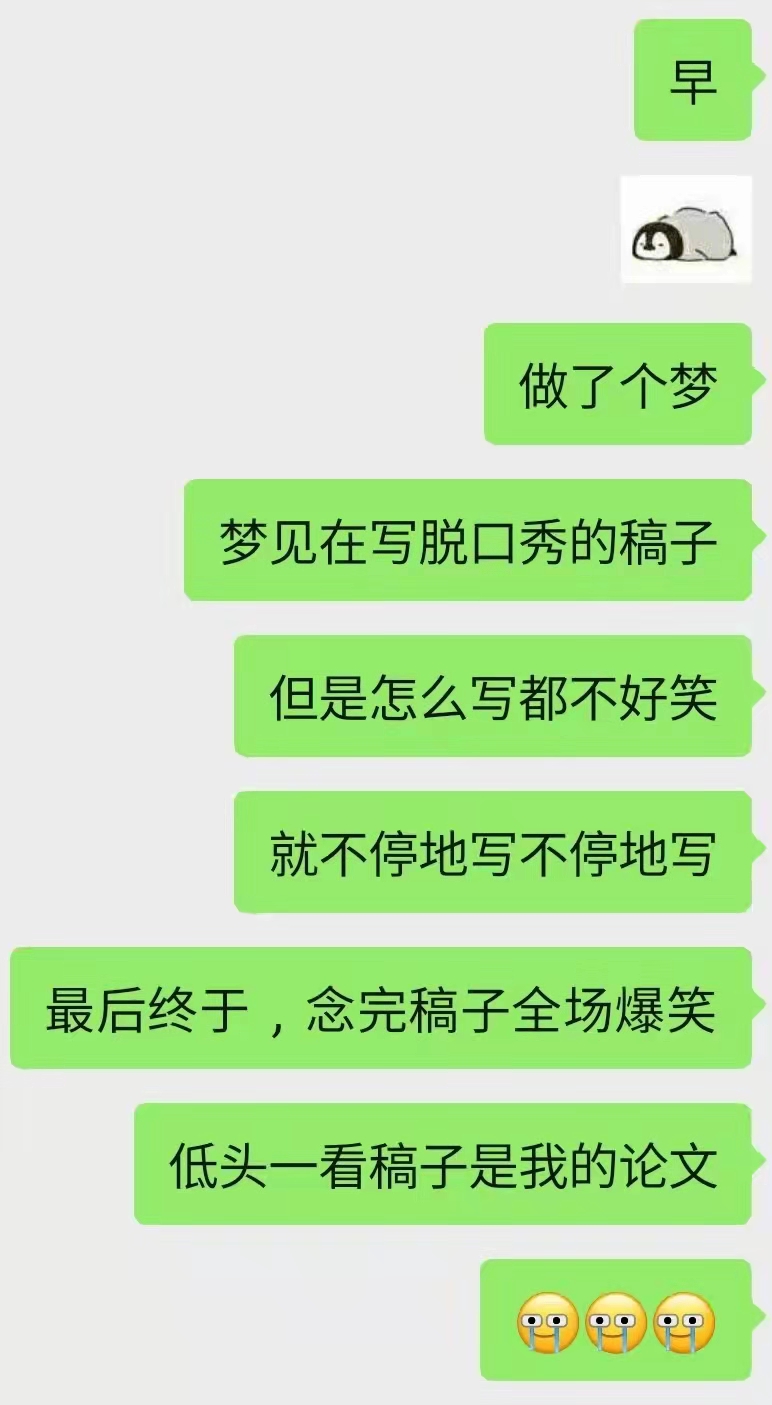 早
做了个梦
梦见在写脱口秀的稿子
但是怎么写都不好笑
就不停地写不停地写
最后终于，念完稿子全场爆笑
低头一看稿子是我的论文